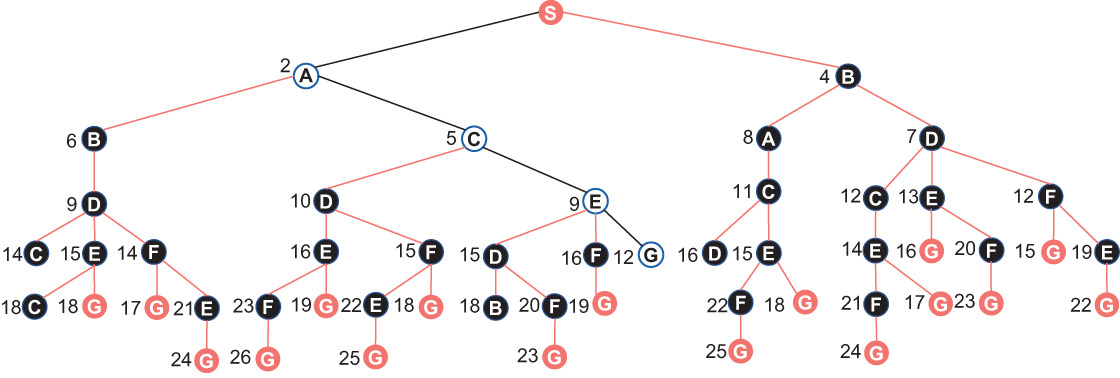 S
2 A 4 B
6 B 5 C 8 A 7 D
9 D 10 D 9 E 11 C 12 C 13 E 12 F
14 C 15 E 14 F 16 E 15 F 15 D 16 F 12 G 16 D 15 E 14 E 16 G 20 F 15 G 19 E
18 C 18 G 17 G 21 E 23 F 19 G 22 E 18 G 18 B 20 F 19 G 22 F 18 G 21 F 17 G 23 G 22 G
24 G 26 G 25 G 23 G 25 G 24 G